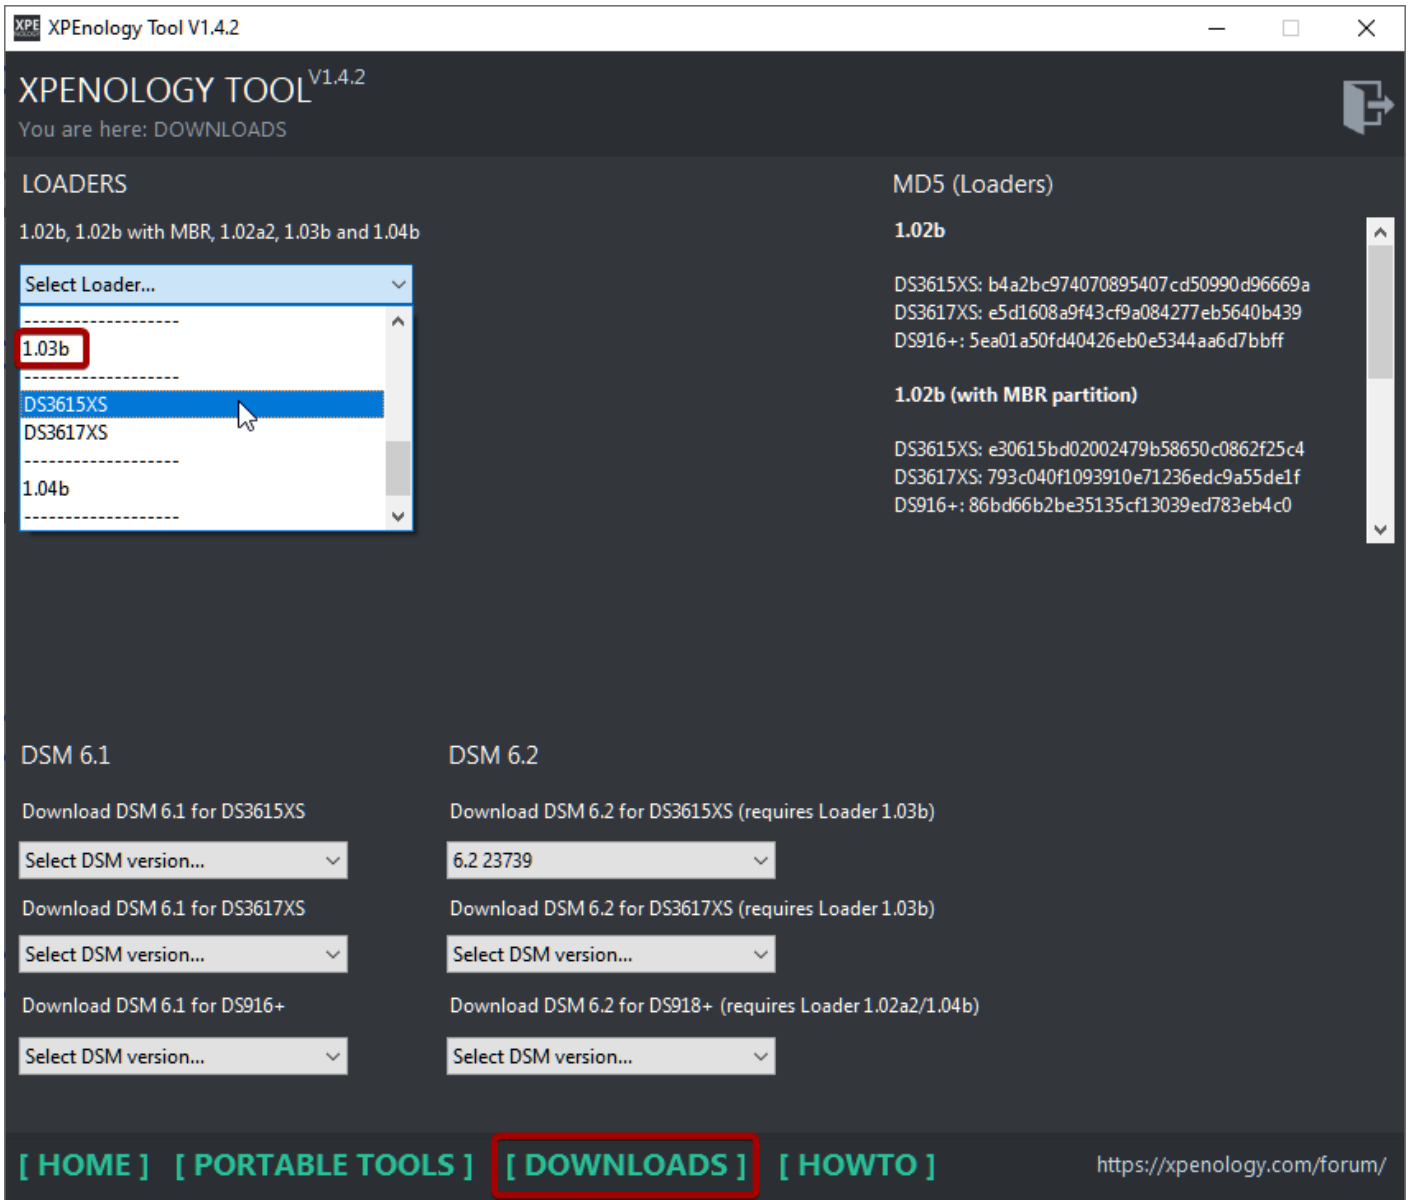 XPE
NOLOGY
XPEnology Tool V1.4.2
XPENOLOGY TOOL V1.4.2
You are here: DOWNLOADS
LOADERS
1.02b, 1.02b with MBR, 1.02a2, 1.03b and 1.04b
Select Loader...
-------------------
1.03b
-------------------
DS3615XS
DS3617XS
-------------------
1.04b
-------------------
MD5 (Loaders)
1.02b
DS3615XS: b4a2bc974070895407cd50990d96669a
DS3617XS: e5d1608a9f43cf9a084277eb5640b439
DS916+: 5ea01a50fd40426eb0e5344aa6d7bbff
1.02b (with MBR partition)
DS3615XS: e30615bd02002479b58650c0862f25c4
DS3617XS: 793c040f1093910e71236edc9a55de1f
DS916+: 86bd66b2be35135cf13039ed783eb4c0
DSM 6.1
Download DSM 6.1 for DS3615XS
Select DSM version...
Download DSM 6.1 for DS3617XS
Select DSM version...
Download DSM 6.1 for DS916+
Select DSM version...
DSM 6.2
Download DSM 6.2 for DS3615XS (requires Loader 1.03b)
6.2 23739
Download DSM 6.2 for DS3617XS (requires Loader 1.03b)
Select DSM version...
Download DSM 6.2 for DS918+ (requires Loader 1.02a2/1.04b)
Select DSM version...
[ HOME ] [ PORTABLE TOOLS ] [ DOWNLOADS ] [ HOWTO ] https://xpenology.com/forum/